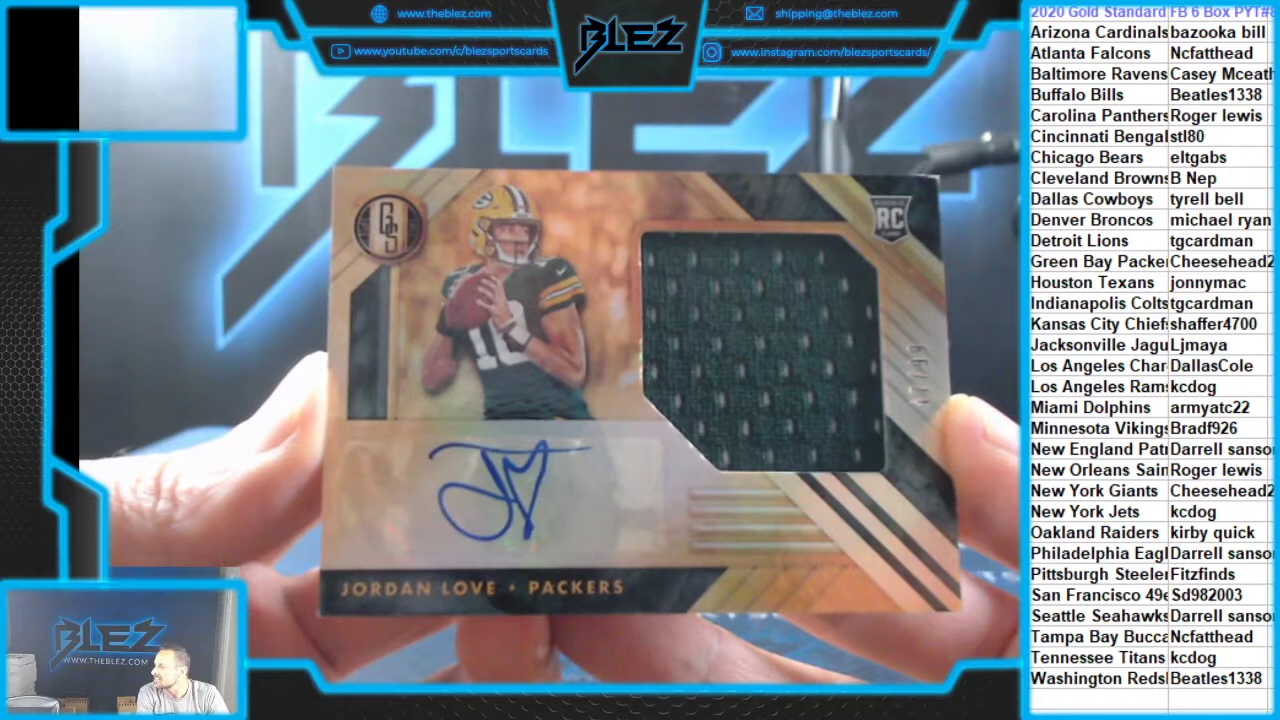 www.theblez.com
shipping@theblez.com
BLEZ
www.youtube.com/c/blezsportscards
www.instagram.com/blezsportscards/
GS
RC
10
JORDAN LOVE • PACKERS
BLEZ
WWW.THEBLEZ.COM
2020 Gold Standard FB 6 Box PYT#
Arizona Cardinals bazooka bill
Atlanta Falcons Ncfatthead
Baltimore Ravens Casey Mceath
Buffalo Bills Beatles1338
Carolina Panthers Roger lewis
Cincinnati Bengal stl80
Chicago Bears eltgabs
Cleveland Browns B Nep
Dallas Cowboys tyrell bell
Denver Broncos michael ryan
Detroit Lions tgcardman
Green Bay Packe Cheesehead2
Houston Texans jonnymac
Indianapolis Colts tgcardman
Kansas City Chief shaffer4700
Jacksonville Jagu Ljmaya
Los Angeles Char DallasCole
Los Angeles Rams kcdog
Miami Dolphins armyatc22
Minnesota Vikings Bradf926
New England Patr Darrell sanso
New Orleans Sain Roger lewis
New York Giants Cheesehead2
New York Jets kcdog
Oakland Raiders kirby quick
Philadelphia Eagl Darrell sanso
Pittsburgh Steeler Fitzfinds
San Francisco 49e Sd982003
Seattle Seahawks Darrell sanso
Tampa Bay Bucca Ncfatthead
Tennessee Titans kcdog
Washington Reds Beatles1338